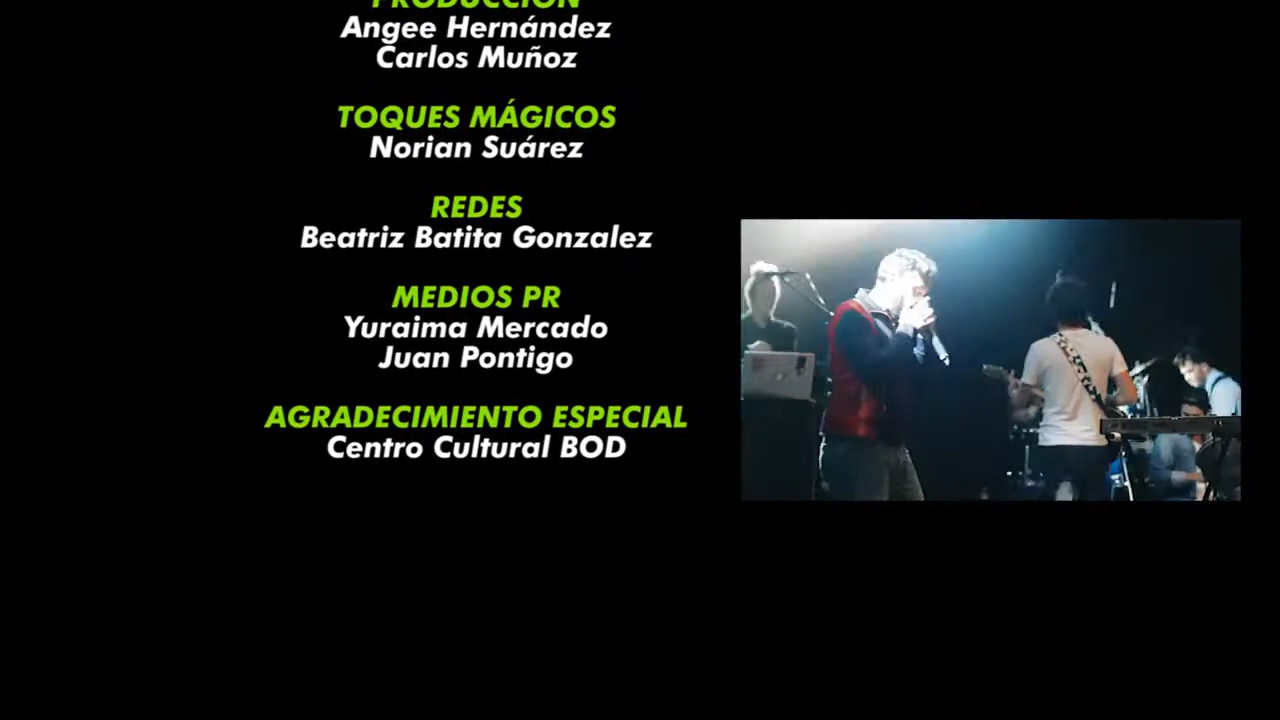 PRODUCCIÓN
Angee Hernández
Carlos Muñoz
TOQUES MÁGICOS
Norian Suárez
REDES
Beatriz Batita Gonzalez
MEDIOS PR
Yuraima Mercado
Juan Pontigo
AGRADECIMIENTO ESPECIAL
Centro Cultural BOD